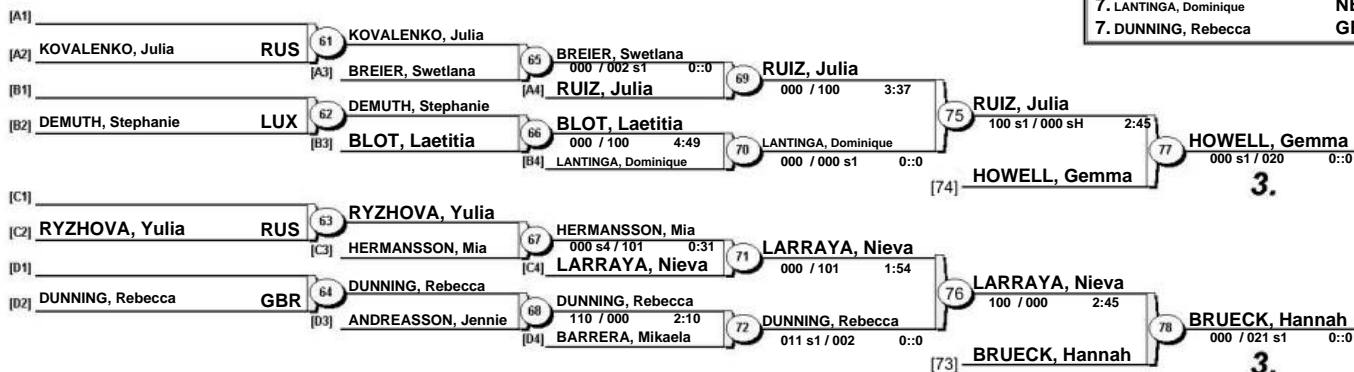 7. LANTINGA, Dominique NE
7. DUNNING, Rebecca
[A1]
[A2] KOVALENKO, Julia RUS
61 KOVALENKO, Julia
[A3] BREIER, Swetlana
65 BREIER, Swetlana
000 / 002 s1 0::0
[A4] RUIZ, Julia
69 RUIZ, Julia
000 / 100 3:37
[B1]
[B2] DEMUTH, Stephanie LUX
62 DEMUTH, Stephanie
[B3] BLOT, Laetitia
66 BLOT, Laetitia
000 / 100 4:49
[B4] LANTINGA, Dominique
70 LANTINGA, Dominique
000 / 000 s1 0::0
75 RUIZ, Julia
100 s1 / 000 sH 2:45
[74] HOWELL, Gemma
77 HOWELL, Gemma
000 s1 / 020 0::0
3.
[C1]
[C2] RYZHOVA, Yulia RUS
63 RYZHOVA, Yulia
[C3] HERMANSSON, Mia
67 HERMANSSON, Mia
000 s4 / 101 0:31
[C4] LARRAYA, Nieva
71 LARRAYA, Nieva
000 / 101 1:54
[D1]
[D2] DUNNING, Rebecca GBR
64 DUNNING, Rebecca
[D3] ANDREASSON, Jennie
68 DUNNING, Rebecca
110 / 000 2:10
[D4] BARRERA, Mikaela
72 DUNNING, Rebecca
011 s1 / 002 0::0
76 LARRAYA, Nieva
100 / 000 2:45
[73] BRUECK, Hannah
78 BRUECK, Hannah
000 / 021 s1 0::0
3.